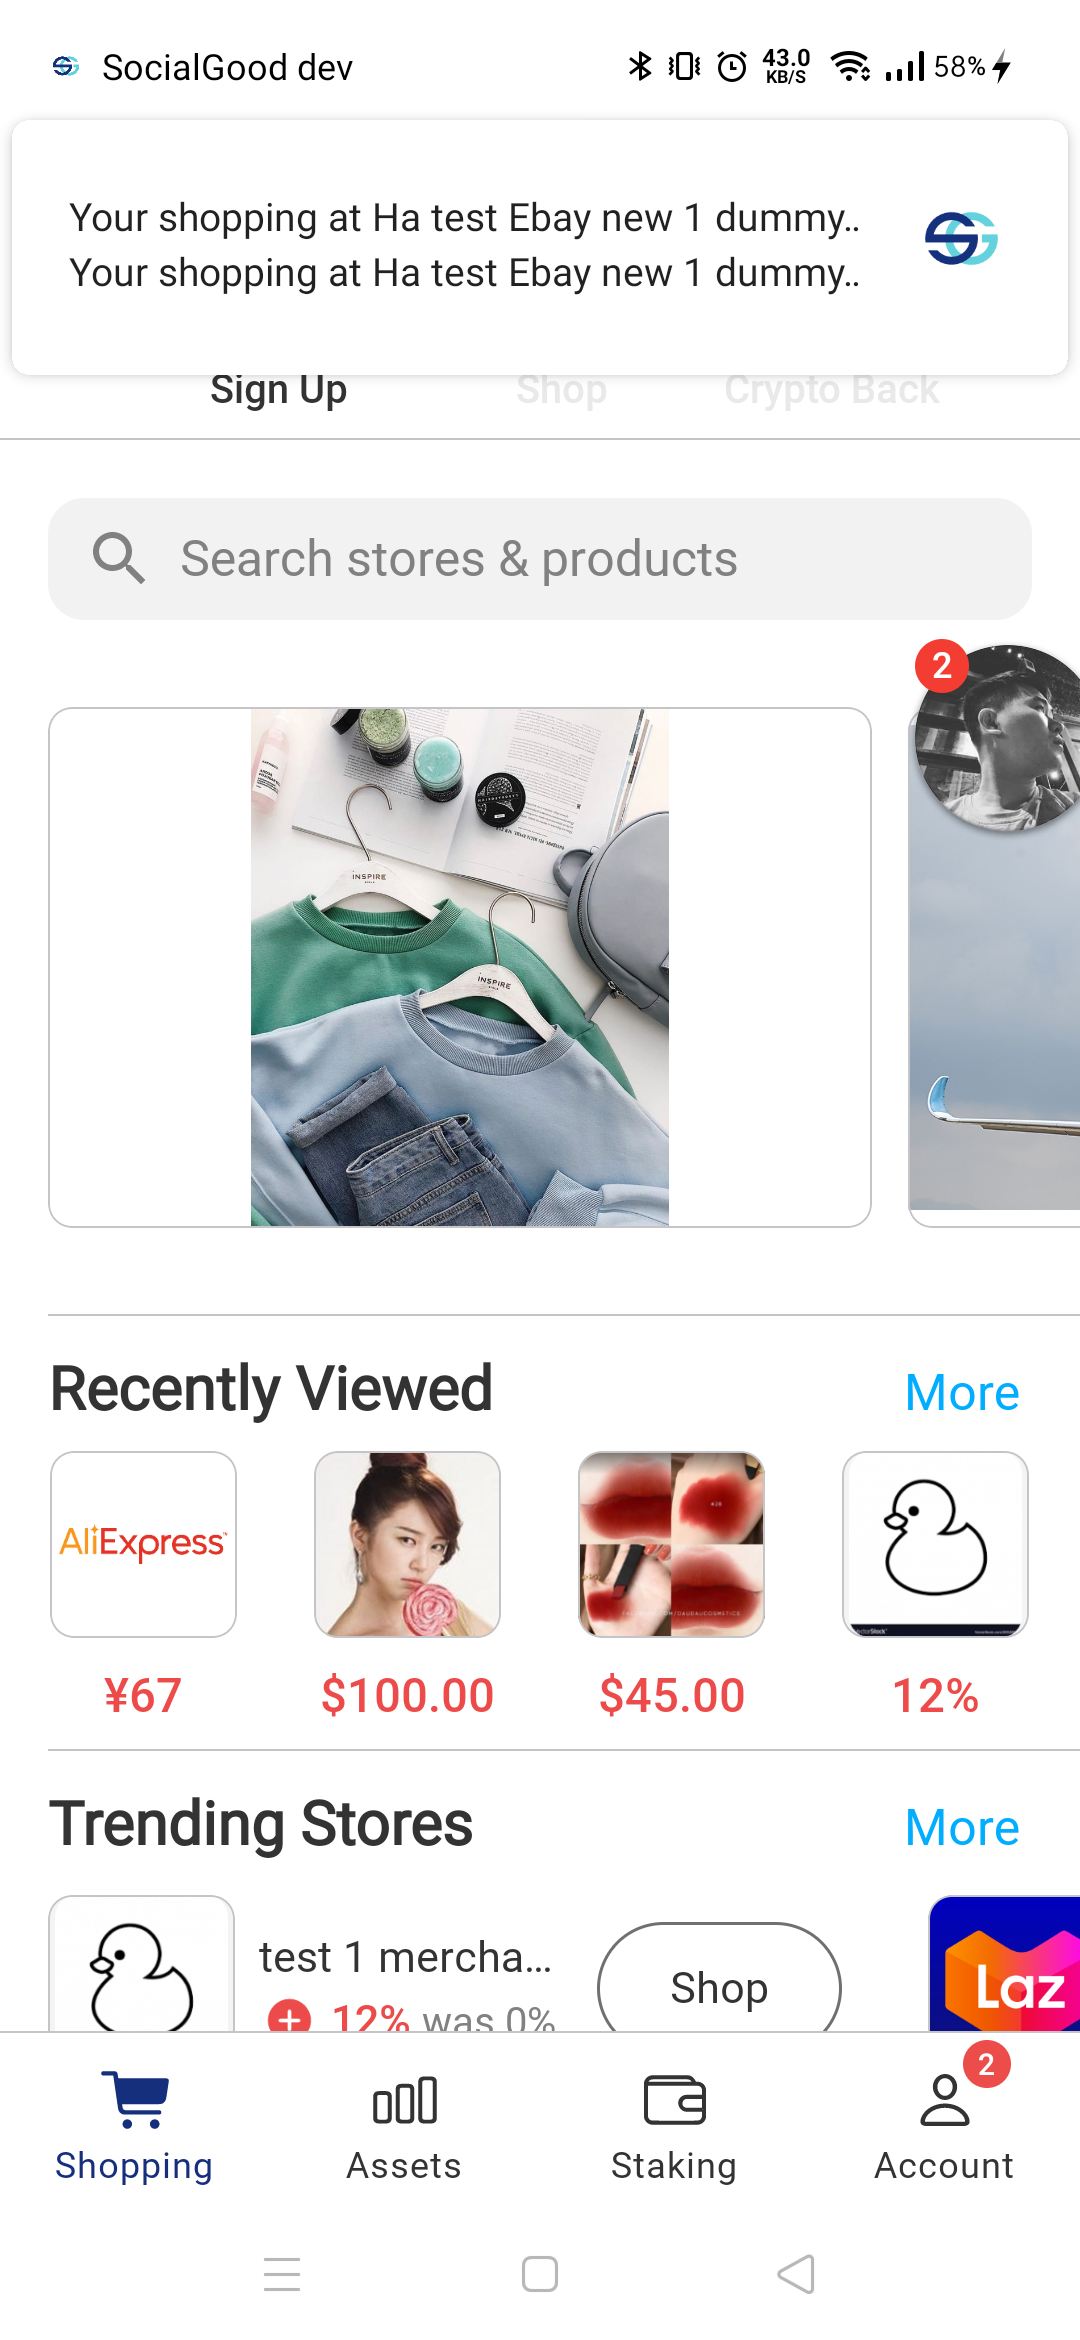 SocialGood dev
43.0
KB/S
58%
Your shopping at Ha test Ebay new 1 dummy..
Your shopping at Ha test Ebay new 1 dummy..
SG
Sign Up
Shop
Crypto Back
Search stores & products
2
INSPIRE
INSPIRE
Recently Viewed
More
AliExpress
¥67
$100.00
$45.00
12%
Trending Stores
More
test 1 mercha...
12% was 0%
Shop
Laz
2
Shopping
Assets
Staking
Account